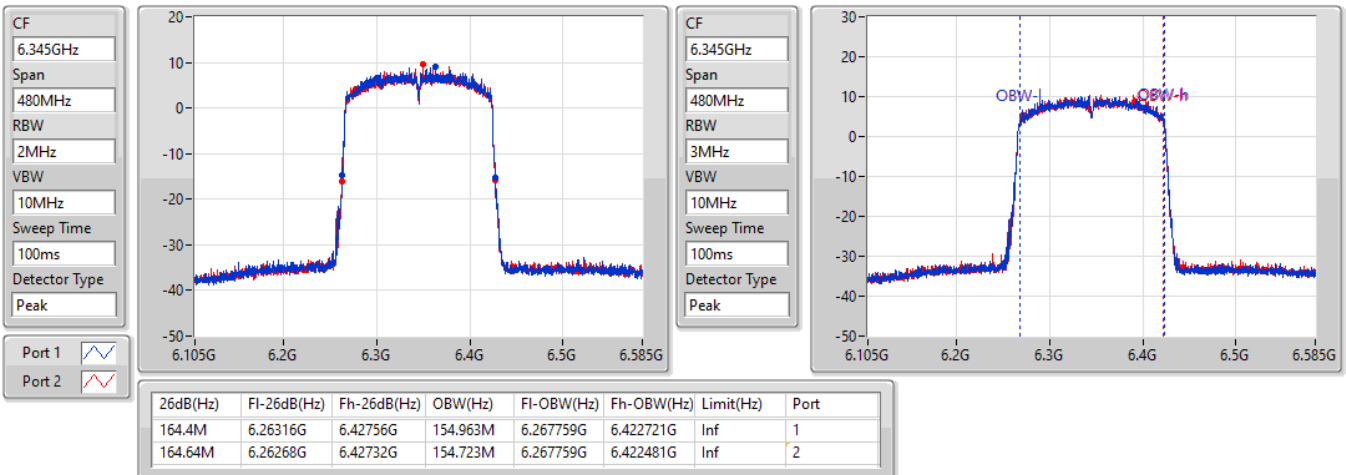 CF
6.345GHz
Span
480MHz
RBW
2MHz
VBW
10MHz
Sweep Time
100ms
Detector Type
Peak
Port 1
Port 2
20
10
0
-10
-20
-30
-40
-50
6.105G 6.2G 6.3G 6.4G 6.5G 6.585G
CF
6.345GHz
Span
480MHz
RBW
3MHz
VBW
10MHz
Sweep Time
100ms
Detector Type
Peak
30
20
10
0
-10
-20
-30
-40
-50
OBW-l OBW-h
6.105G 6.2G 6.3G 6.4G 6.5G 6.585G
26dB(Hz) Fl-26dB(Hz) Fh-26dB(Hz) OBW(Hz) Fl-OBW(Hz) Fh-OBW(Hz) Limit(Hz) Port
164.4M 6.26316G 6.42756G 154.963M 6.267759G 6.422721G Inf 1
164.64M 6.26268G 6.42732G 154.723M 6.267759G 6.422481G Inf 2